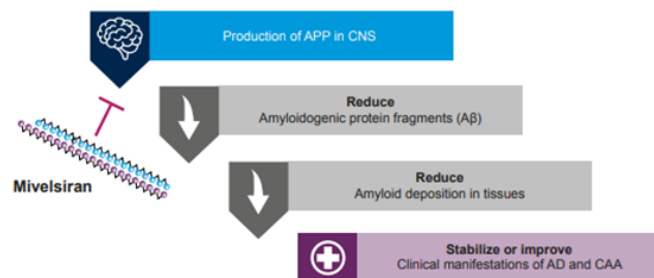 Production of APP in CNS
Reduce
Amyloidogenic protein fragments (Aβ)
Mivelsiran
Reduce
Amyloid deposition in tissues
Stabilize or improve
Clinical manifestations of AD and CAA